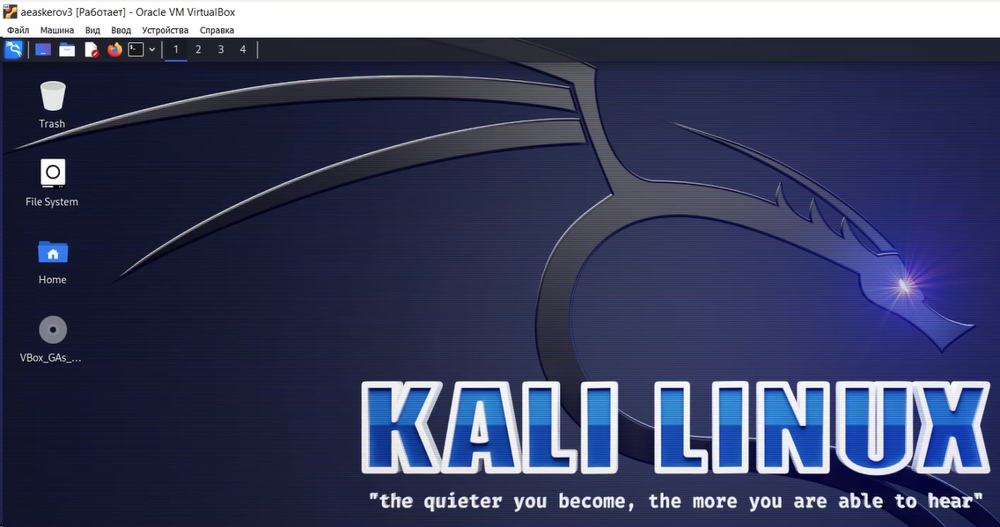 aeaskerov3 [Работает] - Oracle VM VirtualBox
Файл Машина Вид Ввод Устройства Справка
1 2 3 4
Trash
File System
Home
VBox_GAs_...
KALI LINUX
"the quieter you become, the more you are able to hear"